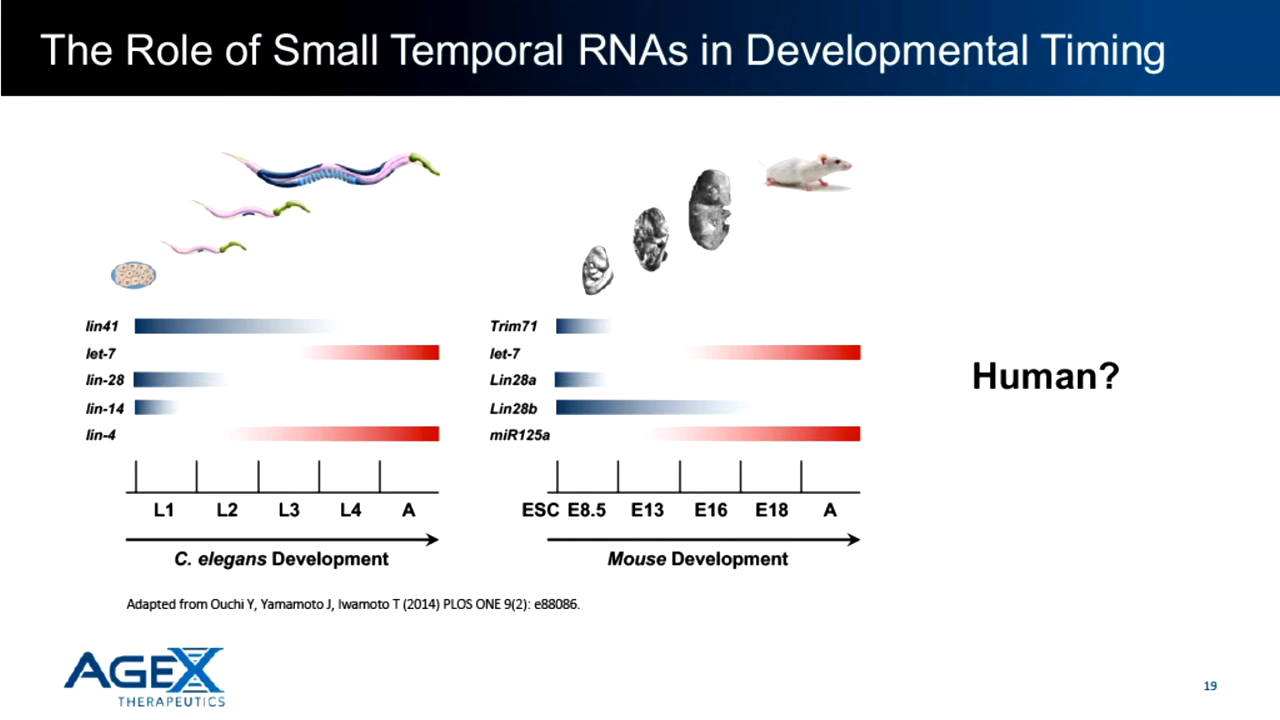 The Role of Small Temporal RNAs in Developmental Timing
lin41
let-7
lin-28
lin-14
lin-4
L1 L2 L3 L4 A
C. elegans Development
Trim71
let-7
Lin28a
Lin28b
miR125a
ESC E8.5 E13 E16 E18 A
Mouse Development
Human?
Adapted from Ouchi Y, Yamamoto J, Iwamoto T (2014) PLOS ONE 9(2): e88086.
AGEX
THERAPEUTICS
19